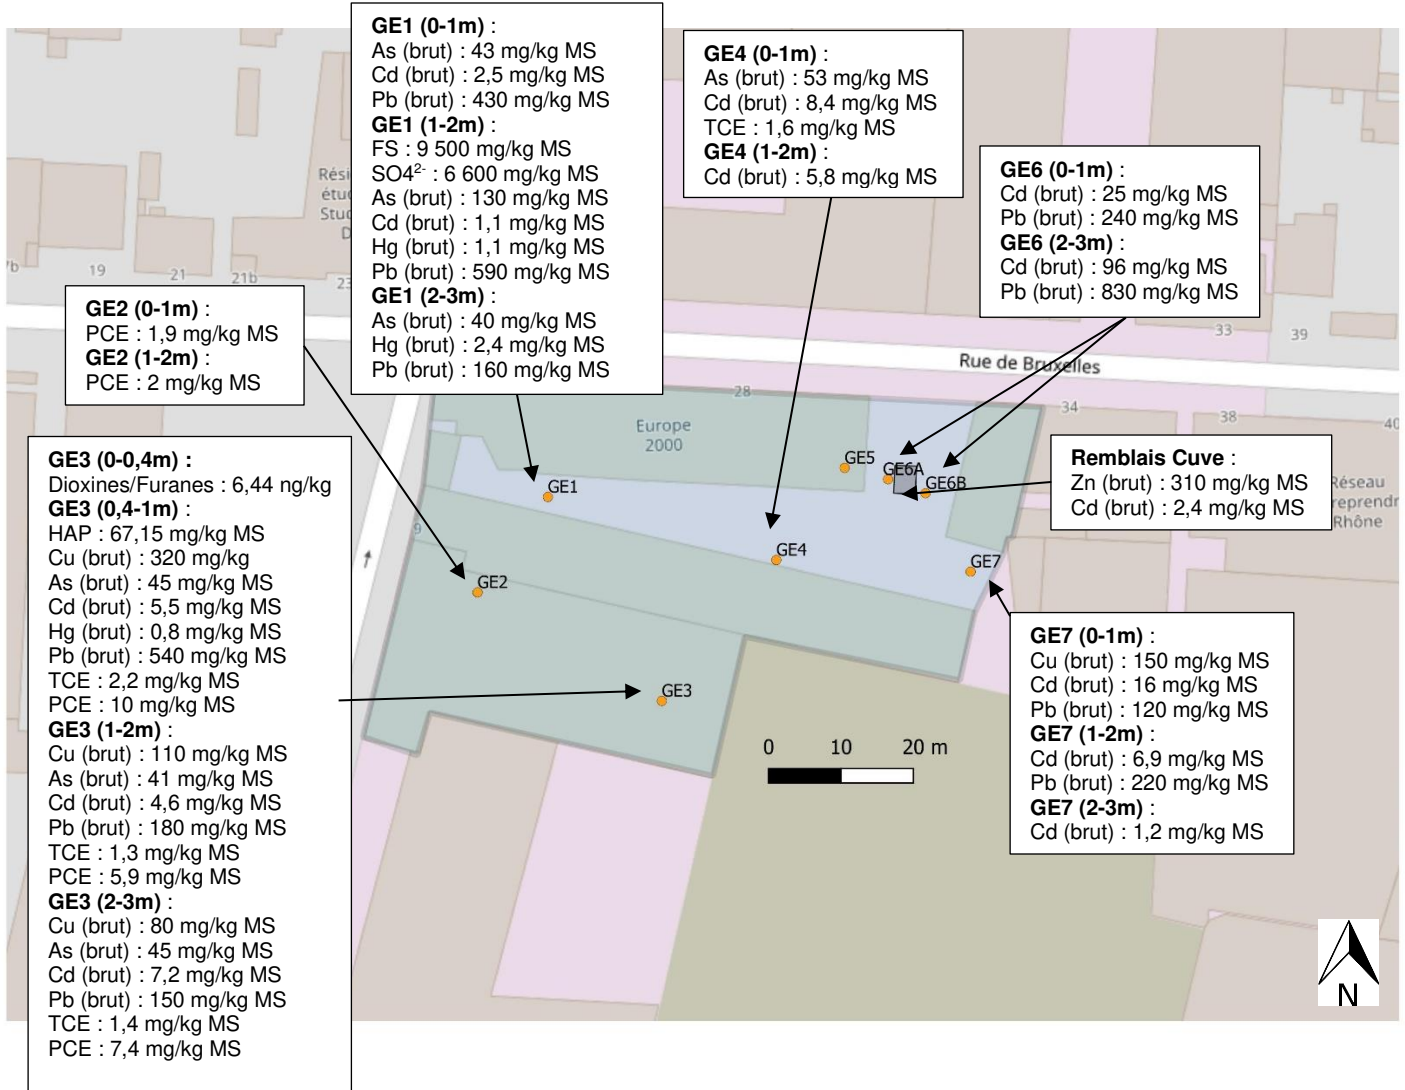 GE1 (0-1m) :
As (brut) : 43 mg/kg MS
Cd (brut) : 2,5 mg/kg MS
Pb (brut) : 430 mg/kg MS
GE1 (1-2m) :
FS : 9 500 mg/kg MS
SO4²⁻ : 6 600 mg/kg MS
As (brut) : 130 mg/kg MS
Cd (brut) : 1,1 mg/kg MS
Hg (brut) : 1,1 mg/kg MS
Pb (brut) : 590 mg/kg MS
GE1 (2-3m) :
As (brut) : 40 mg/kg MS
Hg (brut) : 2,4 mg/kg MS
Pb (brut) : 160 mg/kg MS
GE4 (0-1m) :
As (brut) : 53 mg/kg MS
Cd (brut) : 8,4 mg/kg MS
TCE : 1,6 mg/kg MS
GE4 (1-2m) :
Cd (brut) : 5,8 mg/kg MS
GE6 (0-1m) :
Cd (brut) : 25 mg/kg MS
Pb (brut) : 240 mg/kg MS
GE6 (2-3m) :
Cd (brut) : 96 mg/kg MS
Pb (brut) : 830 mg/kg MS
GE2 (0-1m) :
PCE : 1,9 mg/kg MS
GE2 (1-2m) :
PCE : 2 mg/kg MS
GE3 (0-0,4m) :
Dioxines/Furanes : 6,44 ng/kg
GE3 (0,4-1m) :
HAP : 67,15 mg/kg MS
Cu (brut) : 320 mg/kg
As (brut) : 45 mg/kg MS
Cd (brut) : 5,5 mg/kg MS
Hg (brut) : 0,8 mg/kg MS
Pb (brut) : 540 mg/kg MS
TCE : 2,2 mg/kg MS
PCE : 10 mg/kg MS
GE3 (1-2m) :
Cu (brut) : 110 mg/kg MS
As (brut) : 41 mg/kg MS
Cd (brut) : 4,6 mg/kg MS
Pb (brut) : 180 mg/kg MS
TCE : 1,3 mg/kg MS
PCE : 5,9 mg/kg MS
GE3 (2-3m) :
Cu (brut) : 80 mg/kg MS
As (brut) : 45 mg/kg MS
Cd (brut) : 7,2 mg/kg MS
Pb (brut) : 150 mg/kg MS
TCE : 1,4 mg/kg MS
PCE : 7,4 mg/kg MS
Remblais Cuve :
Zn (brut) : 310 mg/kg MS
Cd (brut) : 2,4 mg/kg MS
GE7 (0-1m) :
Cu (brut) : 150 mg/kg MS
Cd (brut) : 16 mg/kg MS
Pb (brut) : 120 mg/kg MS
GE7 (1-2m) :
Cd (brut) : 6,9 mg/kg MS
Pb (brut) : 220 mg/kg MS
GE7 (2-3m) :
Cd (brut) : 1,2 mg/kg MS
Rue de Bruxelles
Europe
2000
Réseau
Rhône
19
21
21b
23
28
33
34
38
39
40
9
GE1
GE2
GE3
GE4
GE5
GE6A
GE6B
GE7
0 10 20 m
N